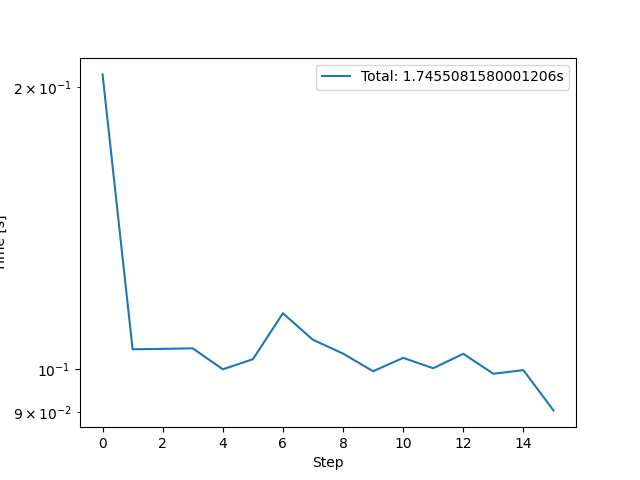 Total: 1.7455081580001206s
2 × 10⁻¹
10⁻¹
9 × 10⁻²
[s]
0 2 4 6 8 10 12 14
Step